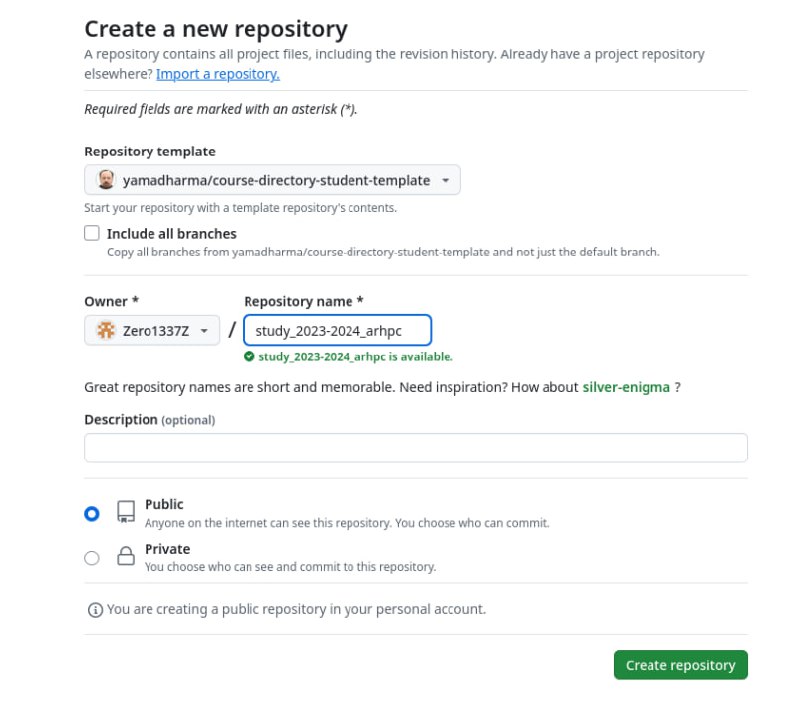 Create a new repository
A repository contains all project files, including the revision history. Already have a project repository
elsewhere? Import a repository.
Required fields are marked with an asterisk (*).
Repository template
yamadharma/course-directory-student-template
Start your repository with a template repository's contents.
Include all branches
Copy all branches from yamadharma/course-directory-student-template and not just the default branch.
Owner * Repository name *
Zero1337Z / study_2023-2024_arhpc
study_2023-2024_arhpc is available.
Great repository names are short and memorable. Need inspiration? How about silver-enigma ?
Description (optional)
Public
Anyone on the internet can see this repository. You choose who can commit.
Private
You choose who can see and commit to this repository.
You are creating a public repository in your personal account.
Create repository